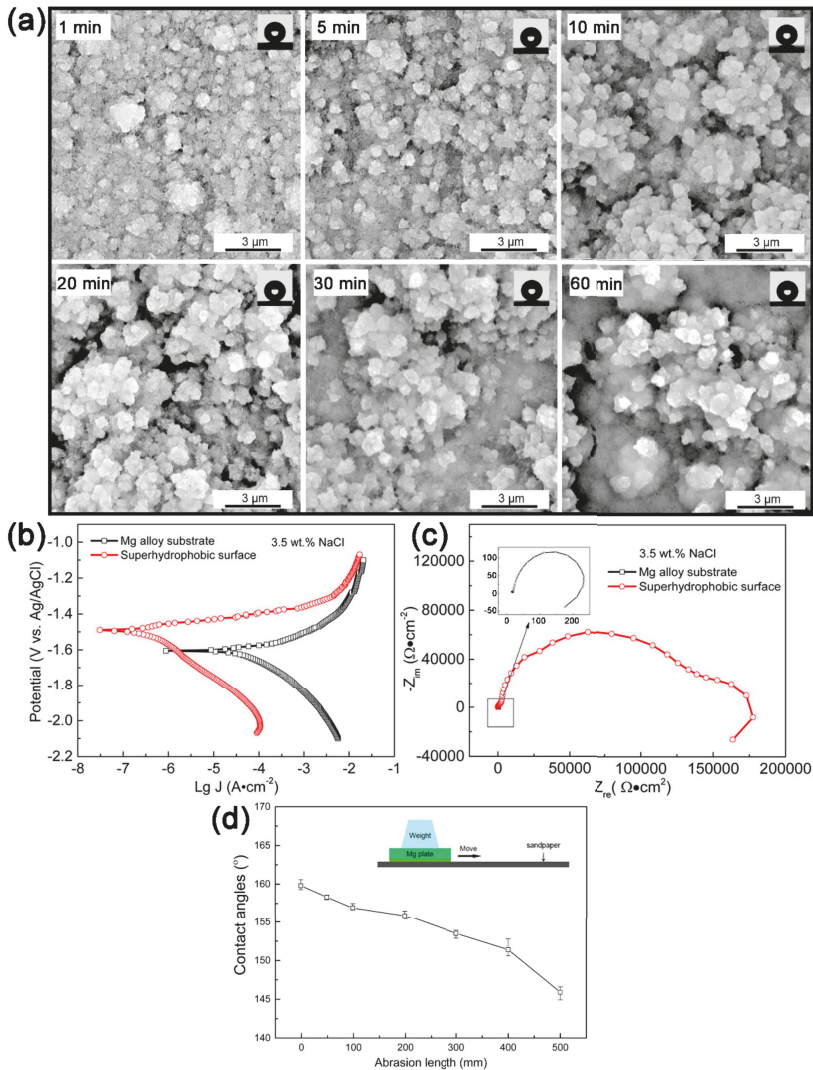 (a)
1 min
5 min
10 min
3 µm
3 µm
3 µm
20 min
30 min
60 min
3 µm
3 µm
3 µm
(b)
3.5 wt.% NaCl
Mg alloy substrate
Superhydrophobic surface
Potential (V vs. Ag/AgCl)
-1.0
-1.2
-1.4
-1.6
-1.8
-2.0
-2.2
-8 -7 -6 -5 -4 -3 -2 -1
Lg J (A•cm-2)
(c)
3.5 wt.% NaCl
Mg alloy substrate
Superhydrophobic surface
-Zim (Ω•cm-2)
120000
80000
40000
0
-40000
100
50
0
-50
0 100 200
0 50000 100000 150000 200000
Zre( Ω•cm2)
(d)
Weight
Mg plate
Move
sandpaper
Contact angles (°)
170
165
160
155
150
145
140
0 100 200 300 400 500
Abrasion length (mm)